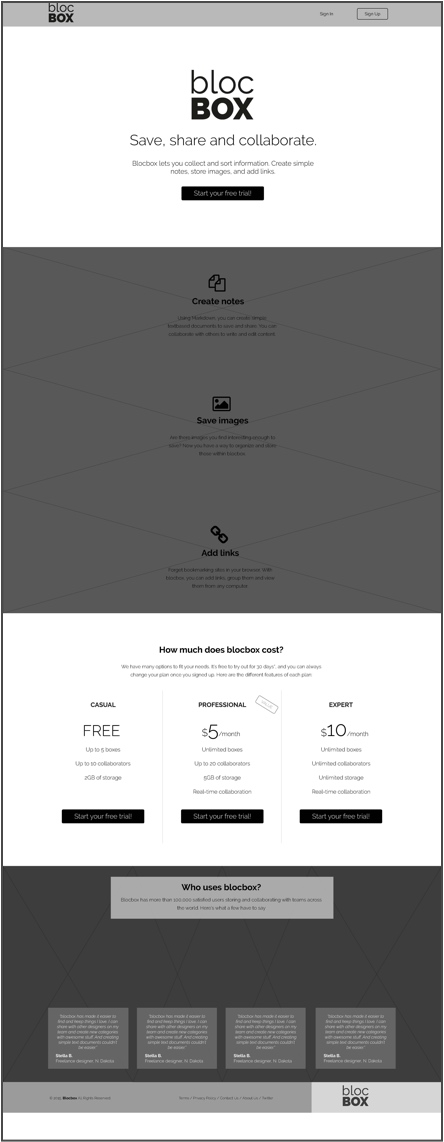 bloc
BOX
Sign In
Sign Up
bloc
BOX
Save, share and collaborate.
Blocbox lets you collect and sort information. Create simple
notes, store images, and add links.
Start your free trial!
Create notes
Using Markdown, you can create simple
textbased documents to save and share. You can
collaborate with others to write and edit content.
Save images
Are there images you find interesting enough to
save? Now you have a way to organize and store
these within blocbox.
Add links
Forget bookmarking sites in your browser. With
blocbox, you can add links, group them and view
them from any computer.
How much does blocbox cost?
We have many options to fit your needs. It's free to try out for 30 days*, and you can always
change your plan once you signed up. Here are the different features of each plan:
CASUAL
FREE
Up to 5 boxes
Up to 10 collaborators
2GB of storage
Start your free trial!
PROFESSIONAL
$5/month
Unlimited boxes
Up to 20 collaborators
5GB of storage
Real-time collaboration
Start your free trial!
EXPERT
$10/month
Unlimited boxes
Unlimited collaborators
Unlimited storage
Real-time collaboration
Start your free trial!
Who uses blocbox?
Blocbox has more than 100,000 satisfied users sharing and collaborating with teams across
the world. Here's what a few have to say
"Blocbox has made it easier to
find and keep things I love. I can
share with other designers on my
team and create new categories
with awesome stuff. And creating
simple text documents couldn't
be easier."
Stella B.
Freelance designer, N. Dakota
"Blocbox has made it easier to
find and keep things I love. I can
share with other designers on my
team and create new categories
with awesome stuff. And creating
simple text documents couldn't
be easier."
Stella B.
Freelance designer, N. Dakota
"Blocbox has made it easier to
find and keep things I love. I can
share with other designers on my
team and create new categories
with awesome stuff. And creating
simple text documents couldn't
be easier."
Stella B.
Freelance designer, N. Dakota
"Blocbox has made it easier to
find and keep things I love. I can
share with other designers on my
team and create new categories
with awesome stuff. And creating
simple text documents couldn't
be easier."
Stella B.
Freelance designer, N. Dakota
Blocbox All Rights Reserved
Terms / Privacy Policy / Contact us / About us / Twitter
bloc
BOX